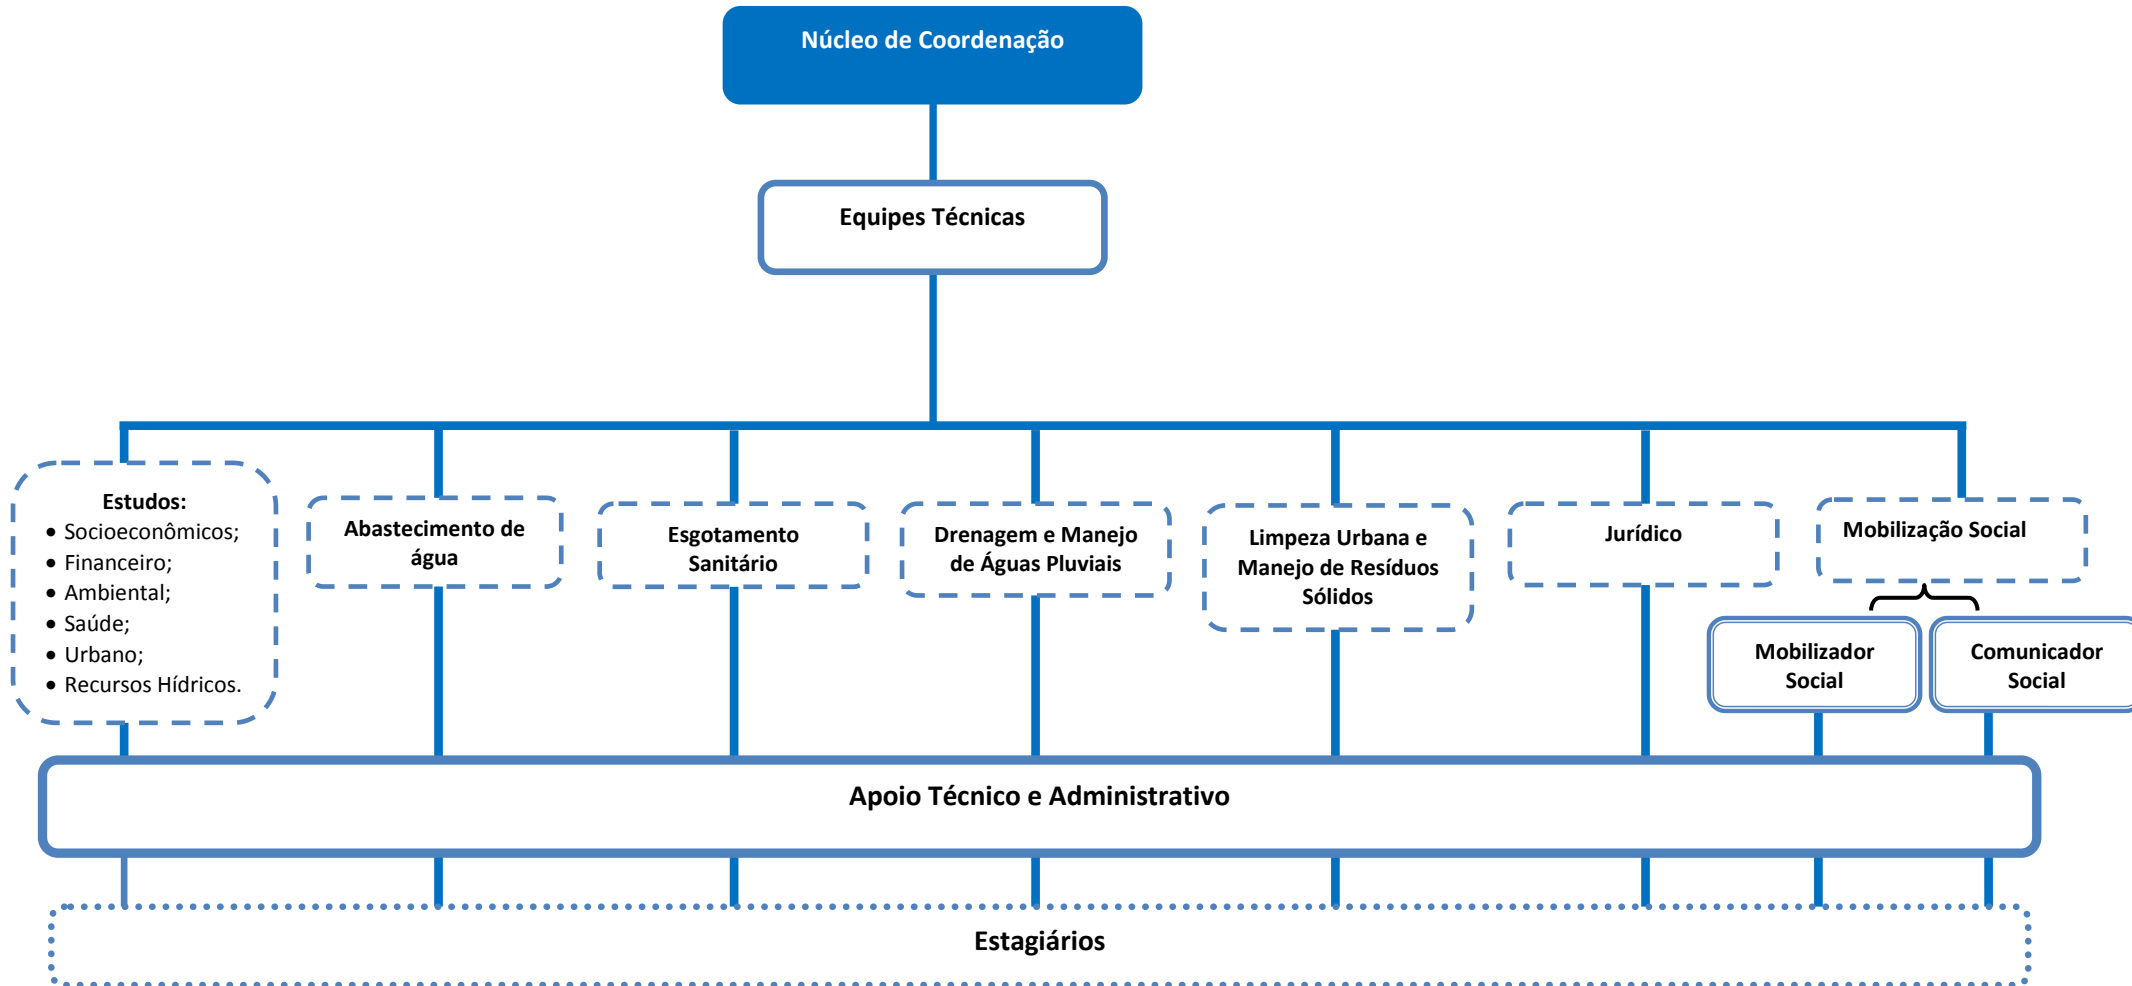 Núcleo de Coordenação
Equipes Técnicas
Estudos:
• Socioeconômicos;
• Financeiro;
• Ambiental;
• Saúde;
• Urbano;
• Recursos Hídricos.
Abastecimento de
água
Esgotamento
Sanitário
Drenagem e Manejo
de Águas Pluviais
Limpeza Urbana e
Manejo de Resíduos
Sólidos
Jurídico
Mobilização Social
Mobilizador
Social
Comunicador
Social
Apoio Técnico e Administrativo
Estagiários